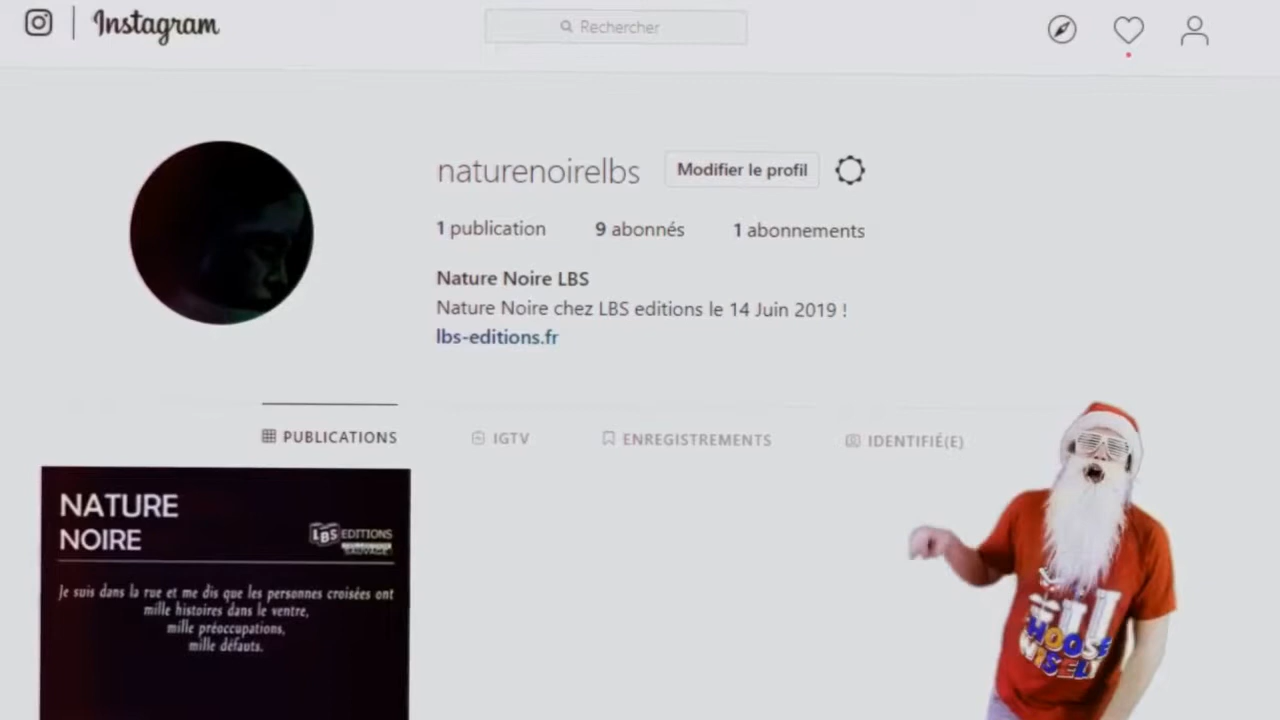 Instagram
Rechercher
naturenoirelbs Modifier le profil
1 publication 9 abonnés 1 abonnements
Nature Noire LBS
Nature Noire chez LBS editions le 14 Juin 2019 !
lbs-editions.fr
PUBLICATIONS IGTV ENREGISTREMENTS IDENTIFIÉ(E)
NATURE
NOIRE
LBS EDITIONS
SAUVAGE
Je suis dans la rue et me dis que les personnes croisées ont
mille histoires dans le ventre,
mille préoccupations,
mille défauts.
CHOOSE
WISELY